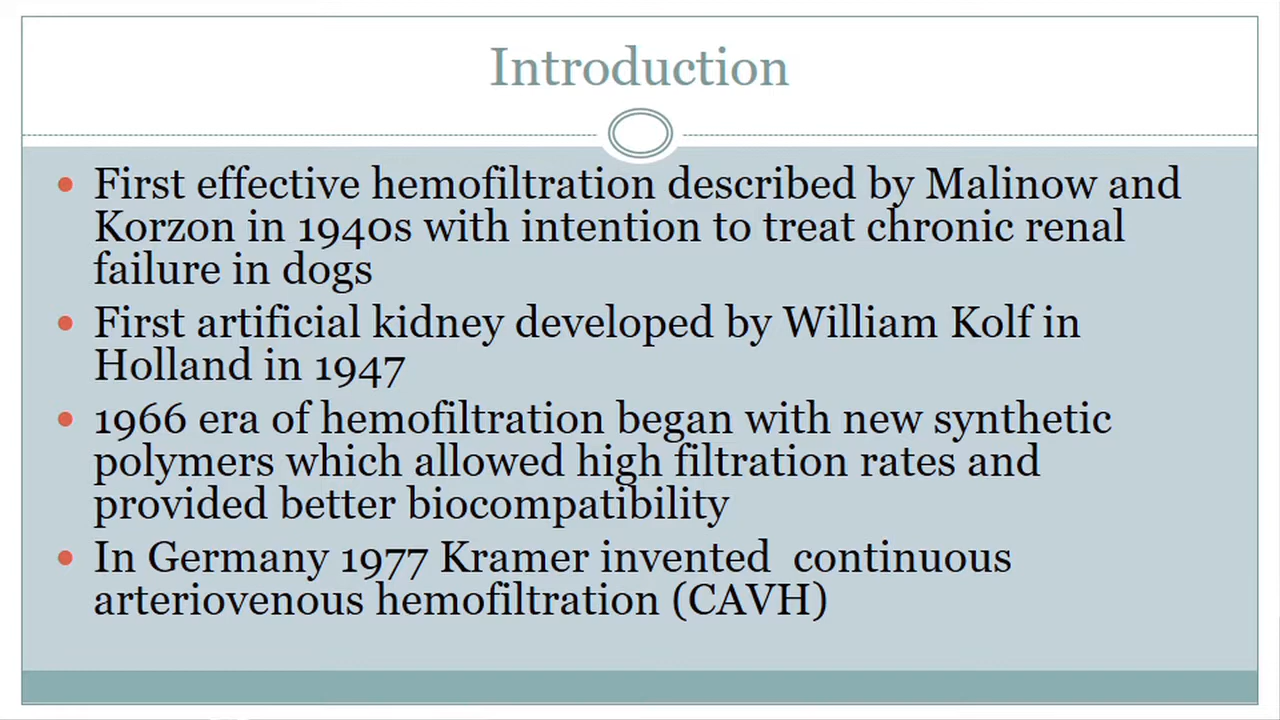 Introduction
• First effective hemofiltration described by Malinow and
Korzon in 1940s with intention to treat chronic renal
failure in dogs
• First artificial kidney developed by William Kolf in
Holland in 1947
• 1966 era of hemofiltration began with new synthetic
polymers which allowed high filtration rates and
provided better biocompatibility
• In Germany 1977 Kramer invented  continuous
arteriovenous hemofiltration (CAVH)